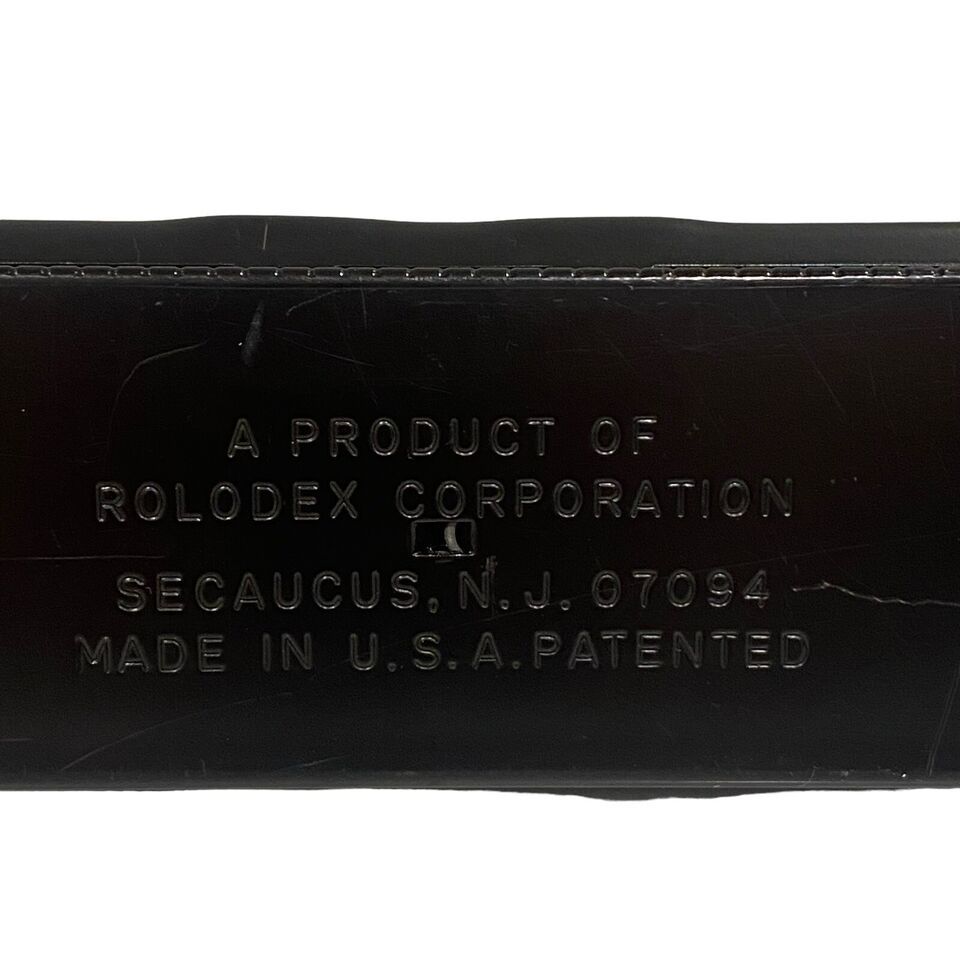 A PRODUCT OF
ROLODEX CORPORATION
SECAUCUS, N.J. 07094
MADE IN U.S.A. PATENTED